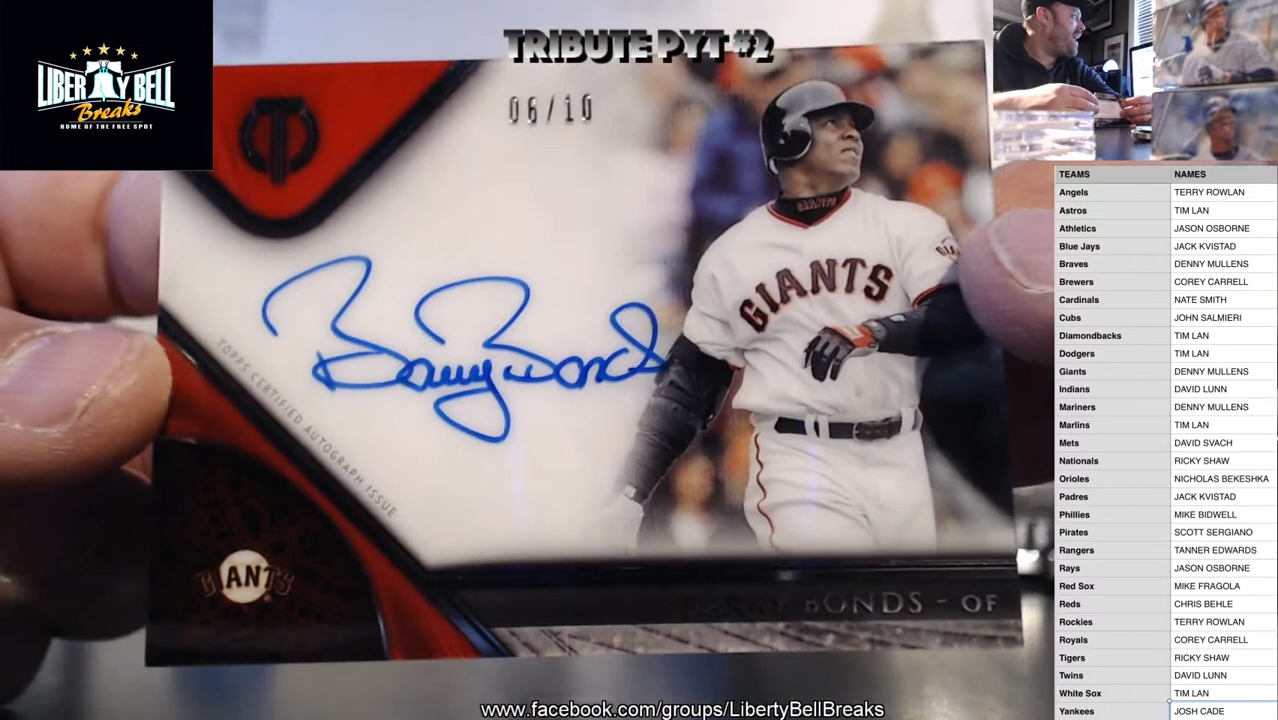 LIBERTY BELL
Breaks
HOME OF THE FREE SPOT
TRIBUTE PYT #2
06/10
GIANTS
GIANTS
Barry Bonds
TOPPS CERTIFIED AUTOGRAPH ISSUE
GIANTS
BARRY BONDS - OF
www.facebook.com/groups/LibertyBellBreaks
TEAMS NAMES
Angels TERRY ROWLAN
Astros TIM LAN
Athletics JASON OSBORNE
Blue Jays JACK KVISTAD
Braves DENNY MULLENS
Brewers COREY CARRELL
Cardinals NATE SMITH
Cubs JOHN SALMIERI
Diamondbacks TIM LAN
Dodgers TIM LAN
Giants DENNY MULLENS
Indians DAVID LUNN
Mariners DENNY MULLENS
Marlins TIM LAN
Mets DAVID SVACH
Nationals RICKY SHAW
Orioles NICHOLAS BEKESHKA
Padres JACK KVISTAD
Phillies MIKE BIDWELL
Pirates SCOTT SERGIANO
Rangers TANNER EDWARDS
Rays JASON OSBORNE
Red Sox MIKE FRAGOLA
Reds CHRIS BEHLE
Rockies TERRY ROWLAN
Royals COREY CARRELL
Tigers RICKY SHAW
Twins DAVID LUNN
White Sox TIM LAN
Yankees JOSH CADE